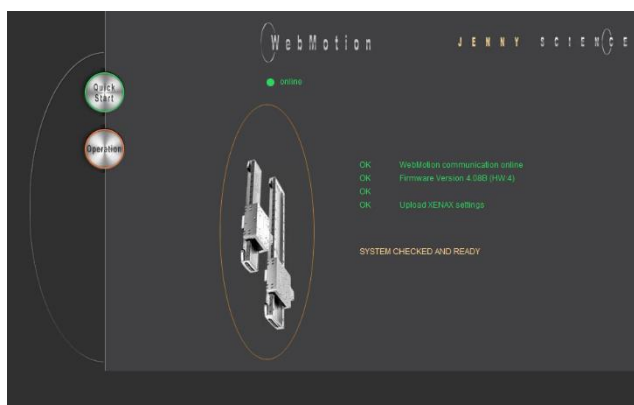 WebMotion
JENNY SCIENCE
online
Quick
Start
Operation
OK WebMotion communication online
OK Firmware Version 4.08B (HW:4)
OK
OK Upload XENAX settings
SYSTEM CHECKED AND READY